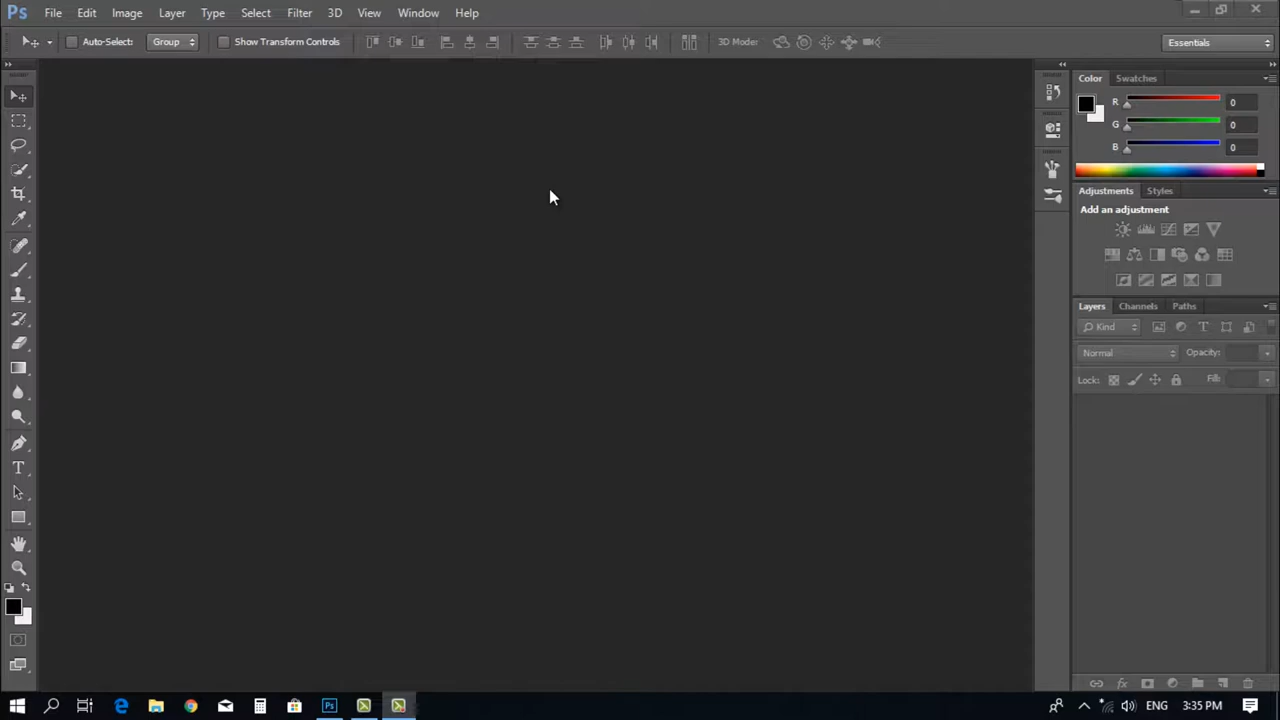 Ps File Edit Image Layer Type Select Filter 3D View Window Help
Auto-Select: Group Show Transform Controls 3D Mode: Essentials
Color Swatches
R 0
G 0
B 0
Adjustments Styles
Add an adjustment
Layers Channels Paths
Kind
Normal Opacity:
Lock: Fill:
Ps ENG 3:35 PM